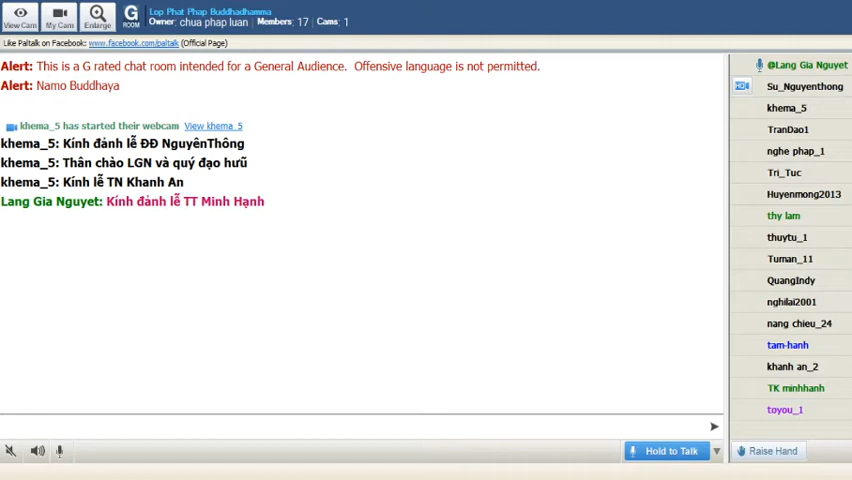 View Cam
My Cam
Enlarge
G
ROOM
Lop Phat Phap Buddhadhamma
Owner: chua phap luan Members: 17 Cams: 1
Like Paltalk on Facebook: www.facebook.com/paltalk (Official Page)
Alert: This is a G rated chat room intended for a General Audience. Offensive language is not permitted.
Alert: Namo Buddhaya
khema_5 has started their webcam View khema_5
khema_5: Kính đảnh lễ ĐĐ NguyênThông
khema_5: Thân chào LGN và quý đạo hưũ
khema_5: Kính lễ TN Khanh An
Lang Gia Nguyet: Kính đảnh lễ TT Minh Hạnh
@Lang Gia Nguyet
HD
Su_Nguyenthong
khema_5
TranDao1
nghe phap_1
Tri_Tuc
Huyenmong2013
thy lam
thuytu_1
Tuman_11
QuangIndy
nghilai2001
nang chieu_24
tam-hanh
khanh an_2
TK minhhanh
toyou_1
Hold to Talk
Raise Hand